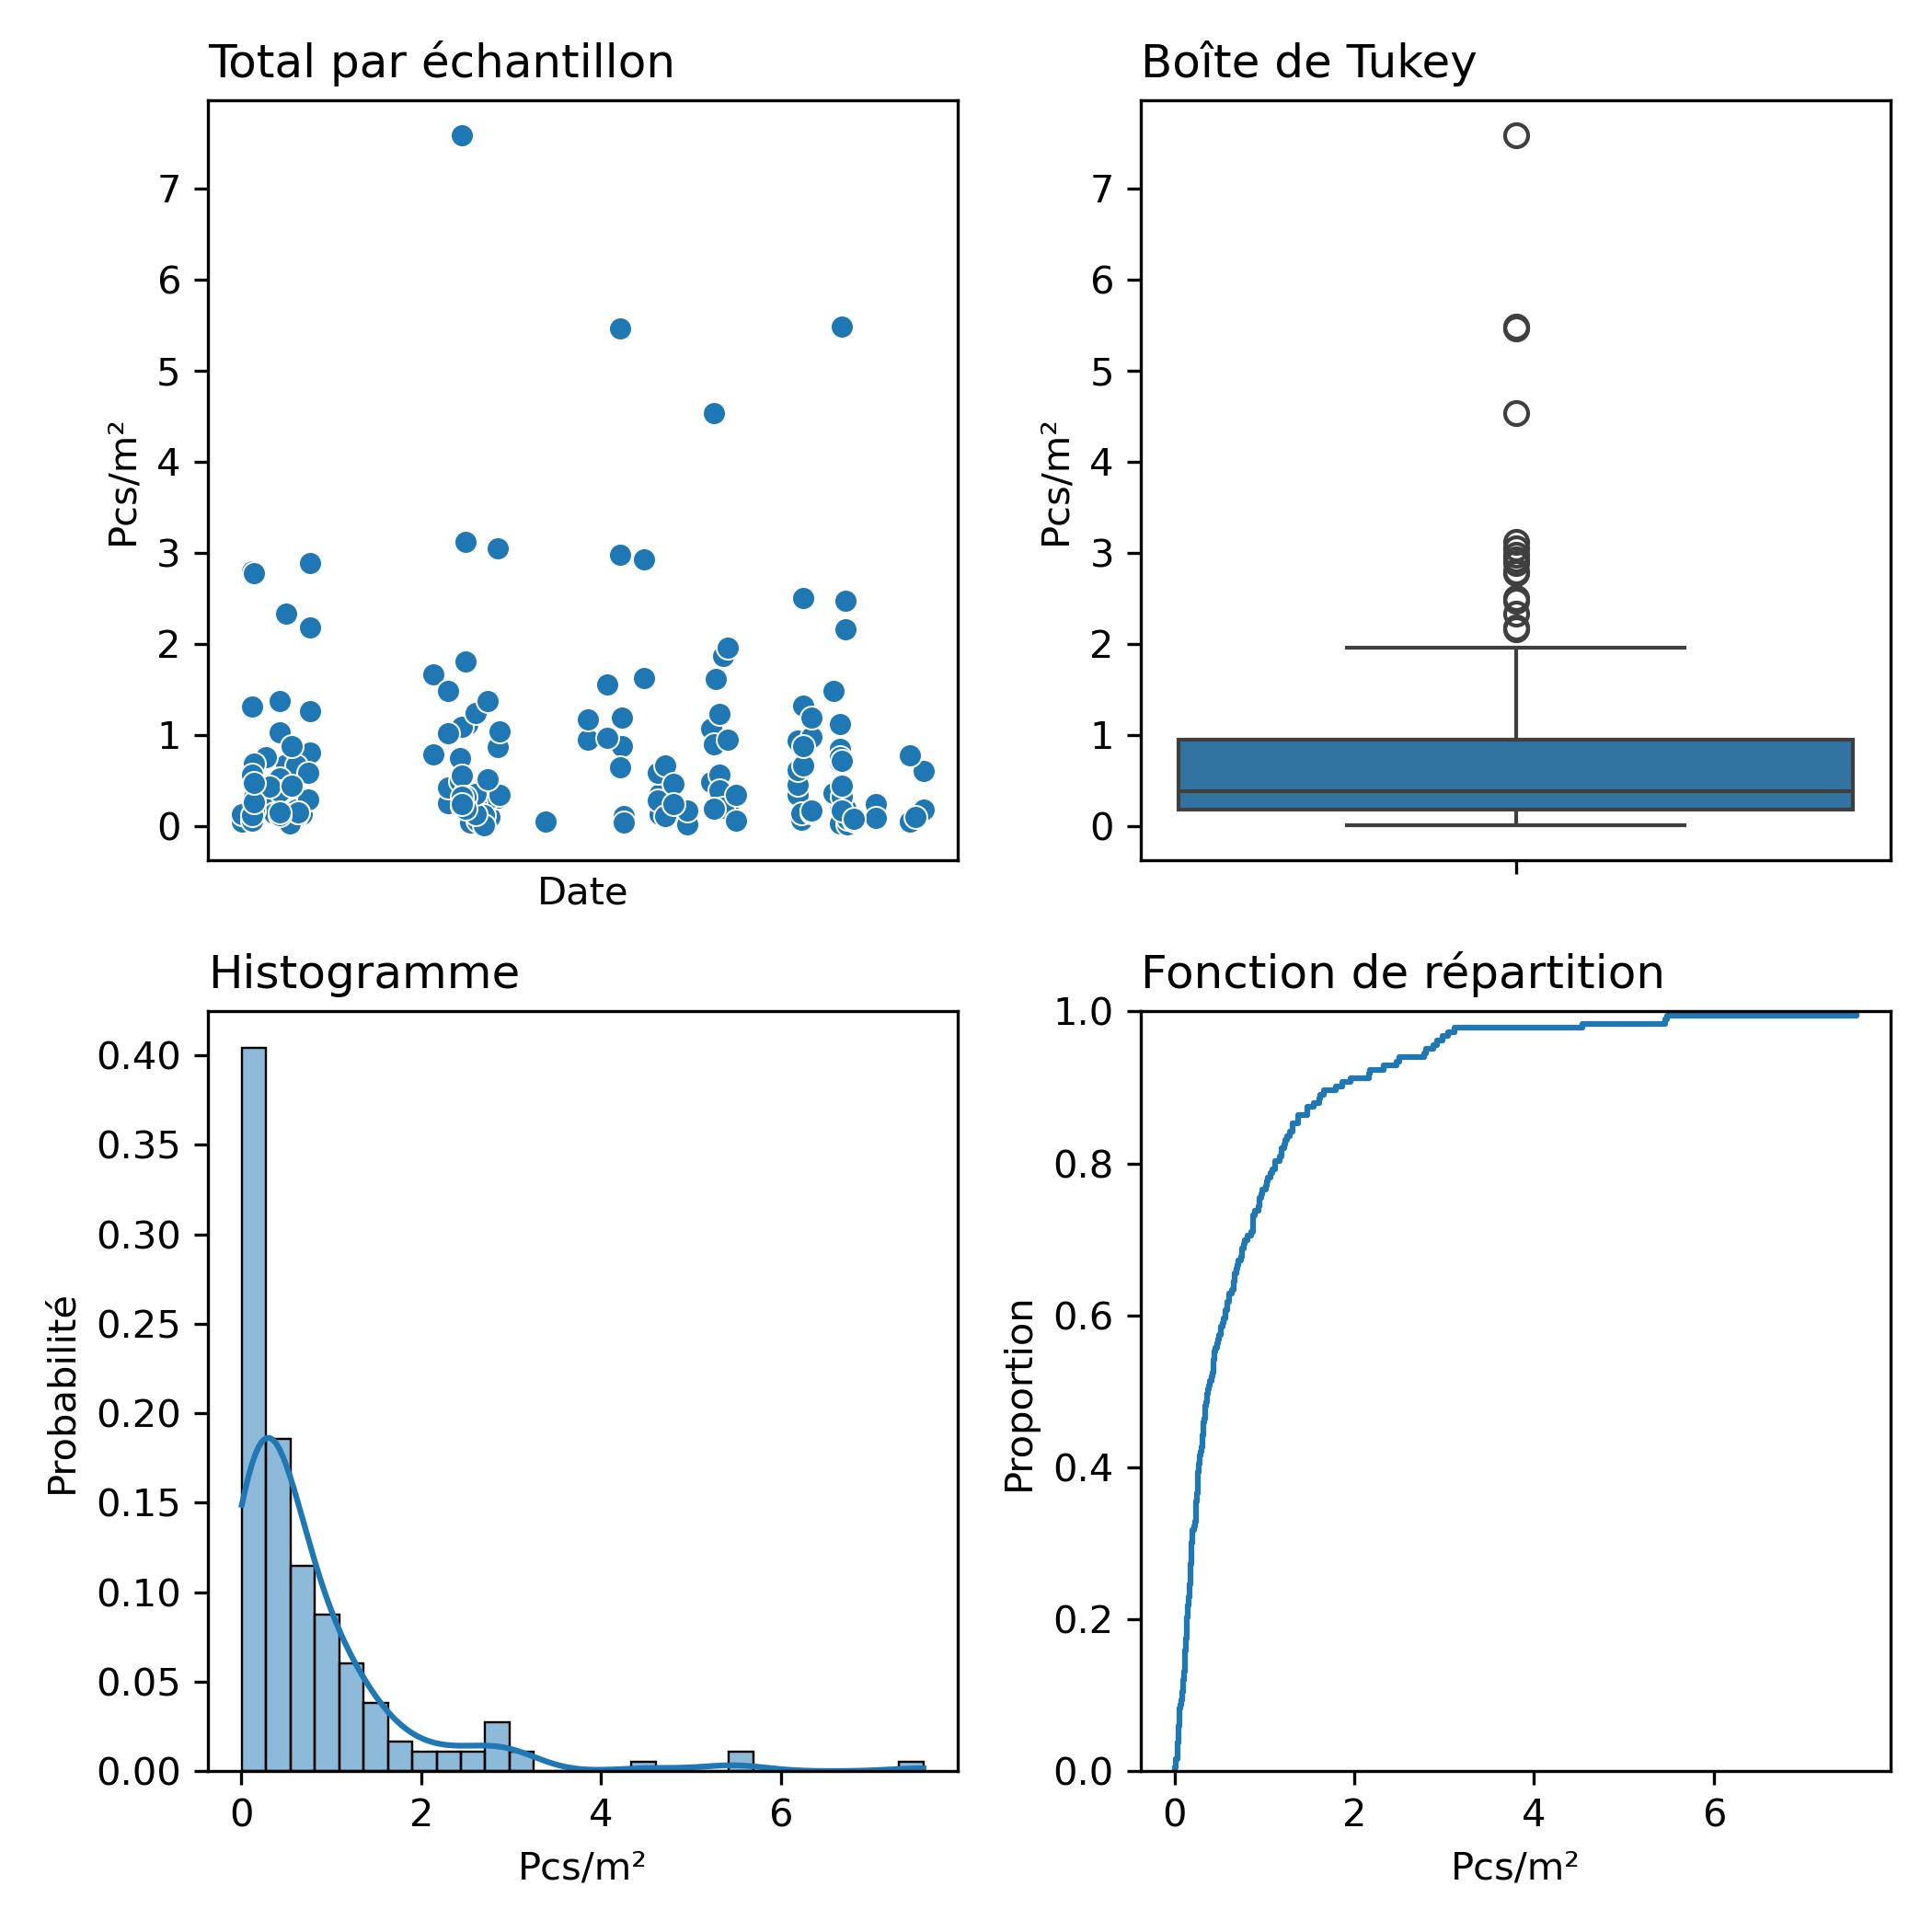 Total par échantillon
Pcs/m²
7
6
5
4
3
2
1
0
Date
Boîte de Tukey
Pcs/m²
7
6
5
4
3
2
1
0
Histogramme
Probabilité
0.40
0.35
0.30
0.25
0.20
0.15
0.10
0.05
0.00
0 2 4 6
Pcs/m²
Fonction de répartition
Proportion
1.0
0.8
0.6
0.4
0.2
0.0
0 2 4 6
Pcs/m²